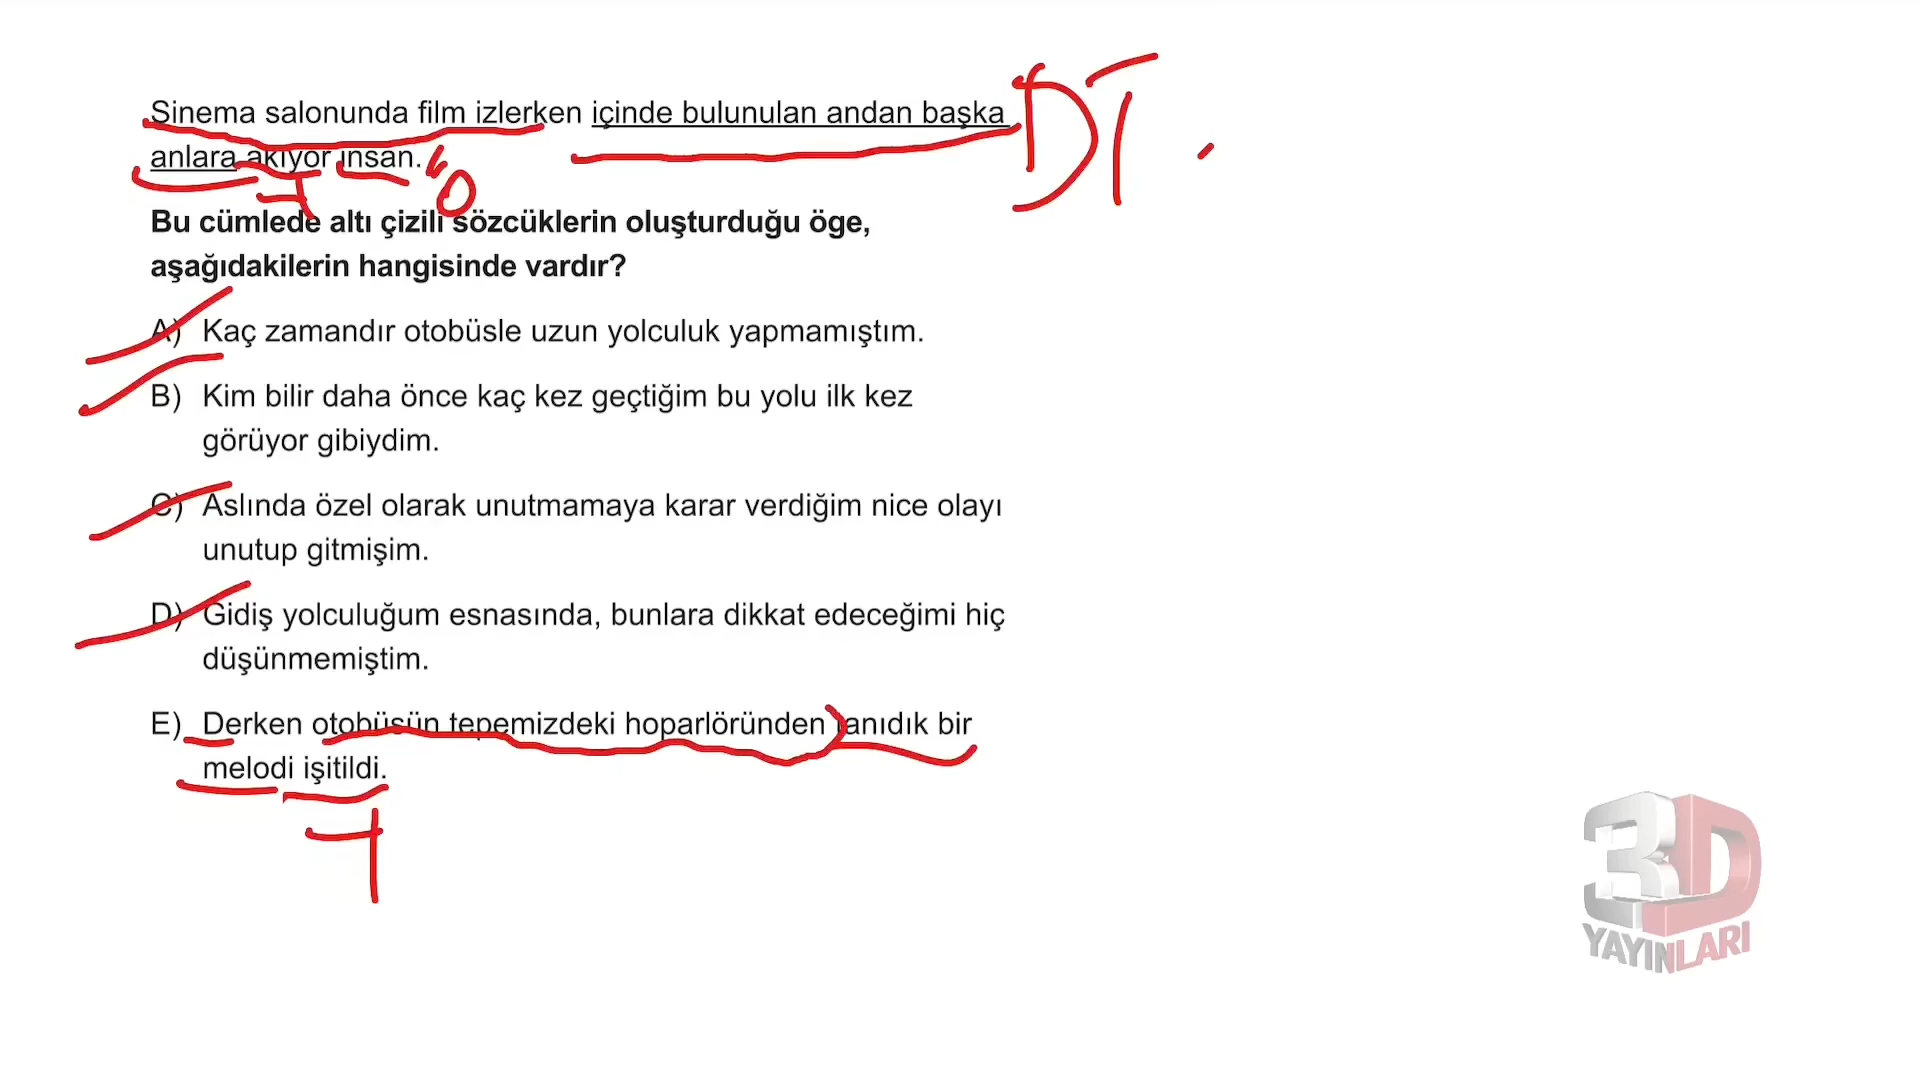 Sinema salonunda film izlerken içinde bulunulan andan başka
anlara akıyor insan.
DT
"Ö
Bu cümlede altı çizili sözcüklerin oluşturduğu öge,
aşağıdakilerin hangisinde vardır?
A) Kaç zamandır otobüsle uzun yolculuk yapmamıştım.
B) Kim bilir daha önce kaç kez geçtiğim bu yolu ilk kez
görüyor gibiydim.
C) Aslında özel olarak unutmamaya karar verdiğim nice olayı
unutup gitmişim.
D) Gidiş yolculuğum esnasında, bunlara dikkat edeceğimi hiç
düşünmemiştim.
E) Derken otobüsün tepemizdeki hoparlöründen tanıdık bir
melodi işitildi.
3D
YAYINLARI